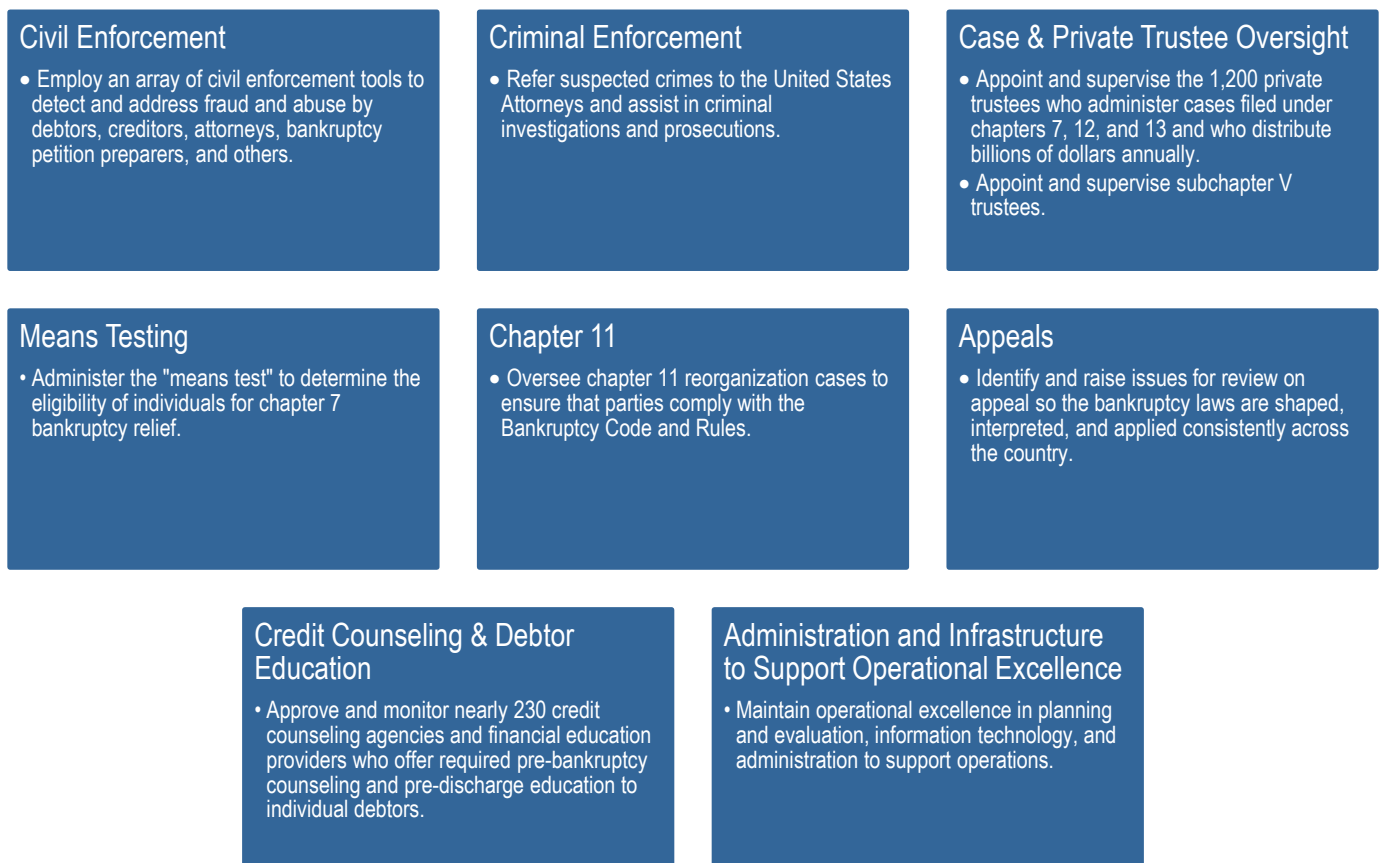 Civil Enforcement
• Employ an array of civil enforcement tools to
detect and address fraud and abuse by
debtors, creditors, attorneys, bankruptcy
petition preparers, and others.
Criminal Enforcement
• Refer suspected crimes to the United States
Attorneys and assist in criminal
investigations and prosecutions.
Case & Private Trustee Oversight
• Appoint and supervise the 1,200 private
trustees who administer cases filed under
chapters 7, 12, and 13 and who distribute
billions of dollars annually.
• Appoint and supervise subchapter V
trustees.
Means Testing
• Administer the "means test" to determine the
eligibility of individuals for chapter 7
bankruptcy relief.
Chapter 11
• Oversee chapter 11 reorganization cases to
ensure that parties comply with the
Bankruptcy Code and Rules.
Appeals
• Identify and raise issues for review on
appeal so the bankruptcy laws are shaped,
interpreted, and applied consistently across
the country.
Credit Counseling & Debtor
Education
• Approve and monitor nearly 230 credit
counseling agencies and financial education
providers who offer required pre-bankruptcy
counseling and pre-discharge education to
individual debtors.
Administration and Infrastructure
to Support Operational Excellence
• Maintain operational excellence in planning
and evaluation, information technology, and
administration to support operations.